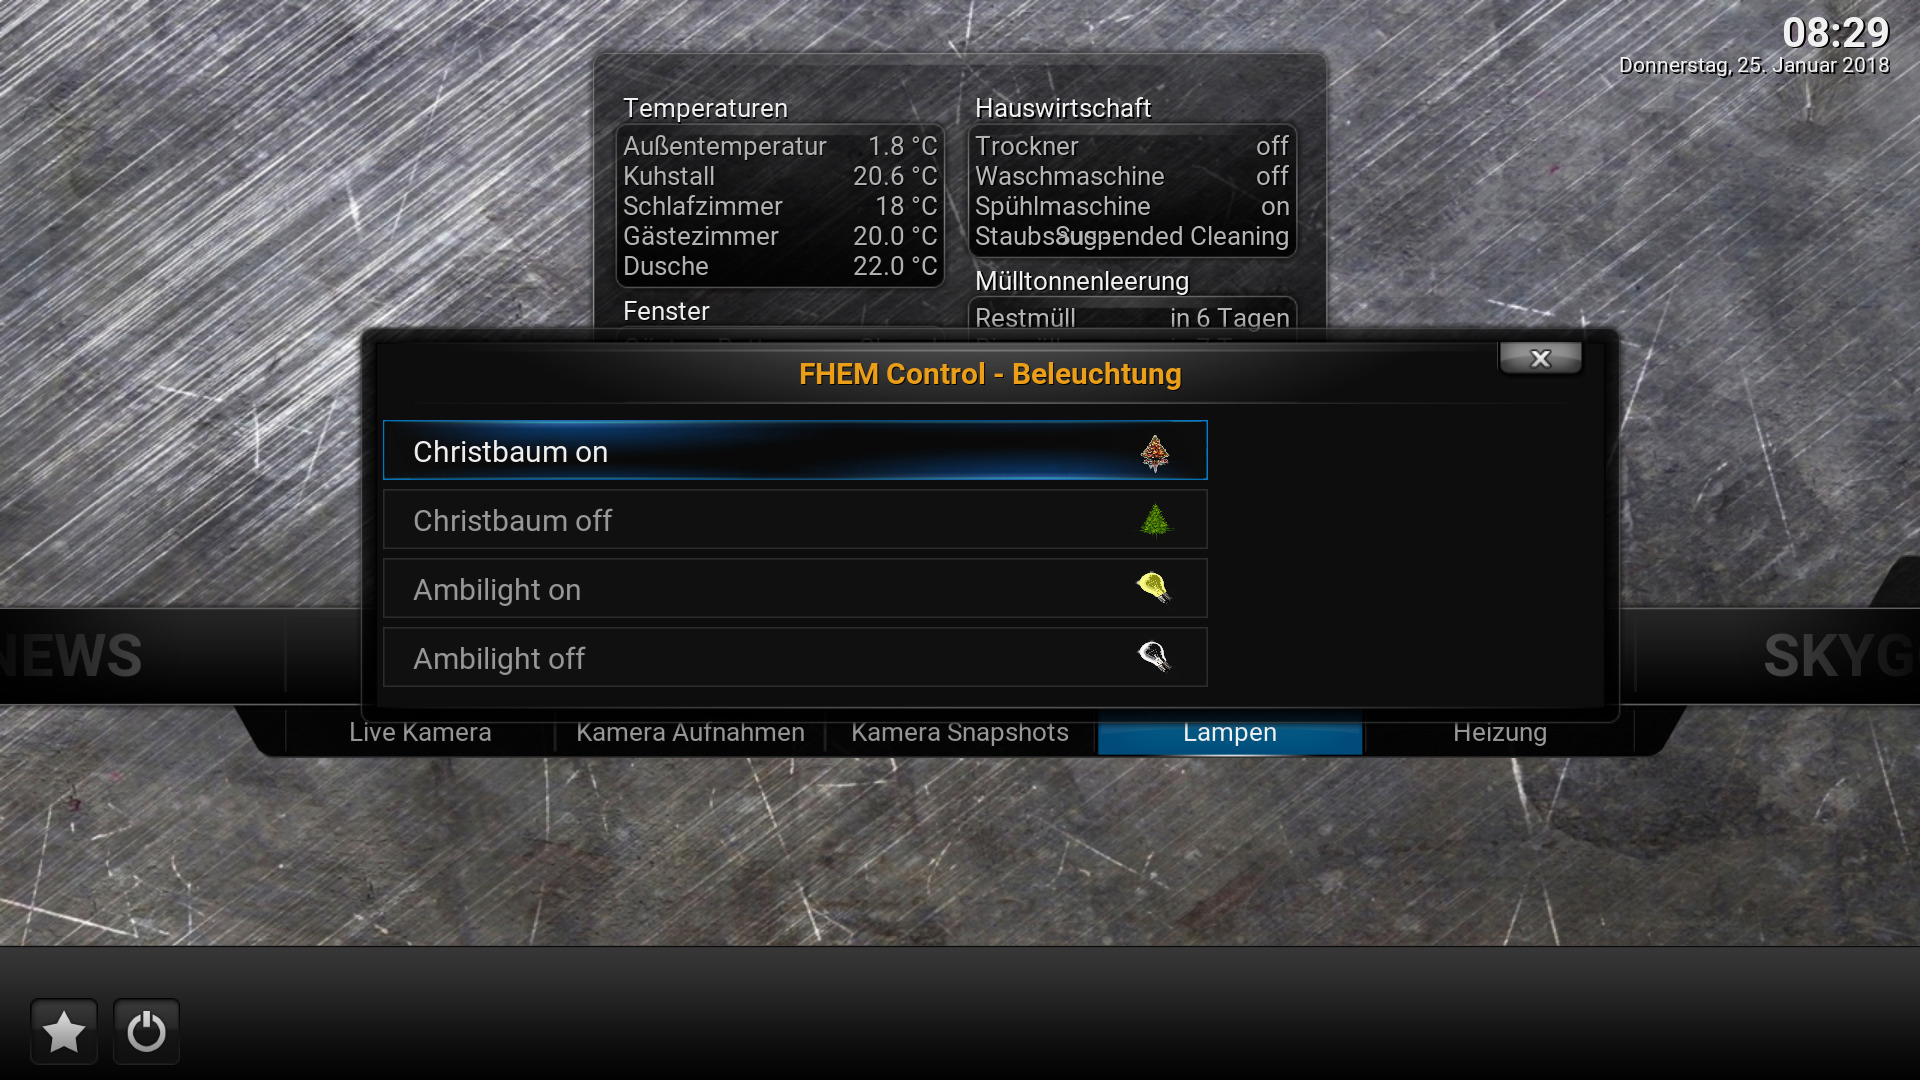 08:29
Donnerstag, 25. Januar 2018
Temperaturen
Außentemperatur 1.8 °C
Kuhstall 20.6 °C
Schlafzimmer 18 °C
Gästezimmer 20.0 °C
Dusche 22.0 °C
Fenster
Hauswirtschaft
Trockner off
Waschmaschine off
Spühlmaschine on
Staubsauger Suspended Cleaning
Mülltonnenleerung
Restmüll in 6 Tagen
FHEM Control - Beleuchtung
Christbaum on
Christbaum off
Ambilight on
Ambilight off
NEWS
SKYG
Live Kamera
Kamera Aufnahmen
Kamera Snapshots
Lampen
Heizung